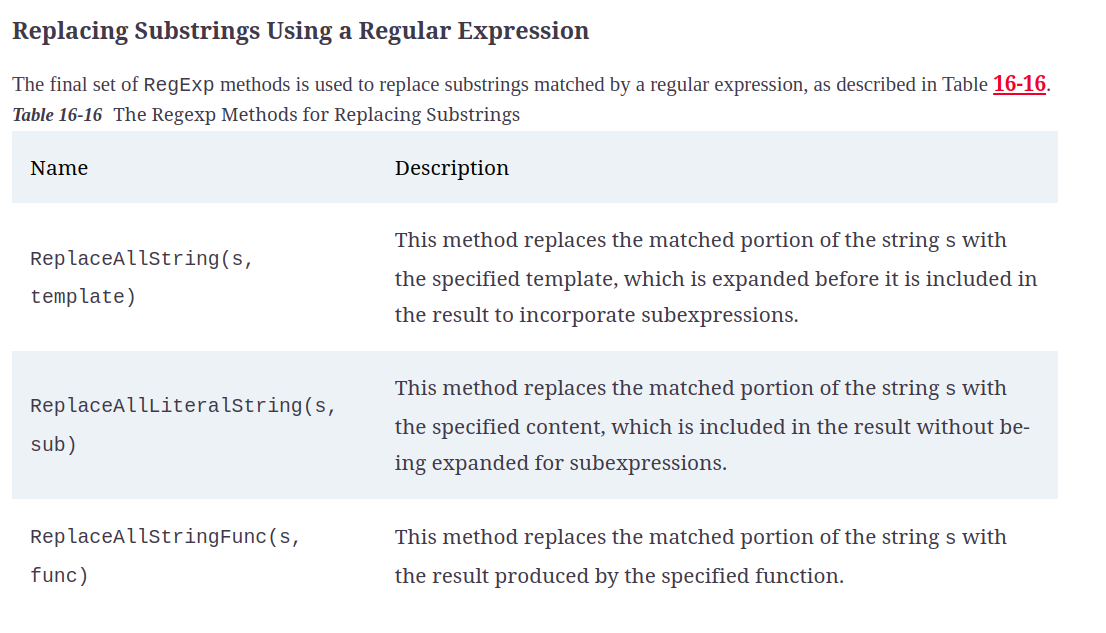 Replacing Substrings Using a Regular Expression
The final set of RegExp methods is used to replace substrings matched by a regular expression, as described in Table 16-16.
Table 16-16 The Regexp Methods for Replacing Substrings
Name Description
ReplaceAllString(s,
template)
This method replaces the matched portion of the string s with
the specified template, which is expanded before it is included in
the result to incorporate subexpressions.
ReplaceAllLiteralString(s,
sub)
This method replaces the matched portion of the string s with
the specified content, which is included in the result without be-
ing expanded for subexpressions.
ReplaceAllStringFunc(s,
func)
This method replaces the matched portion of the string s with
the result produced by the specified function.